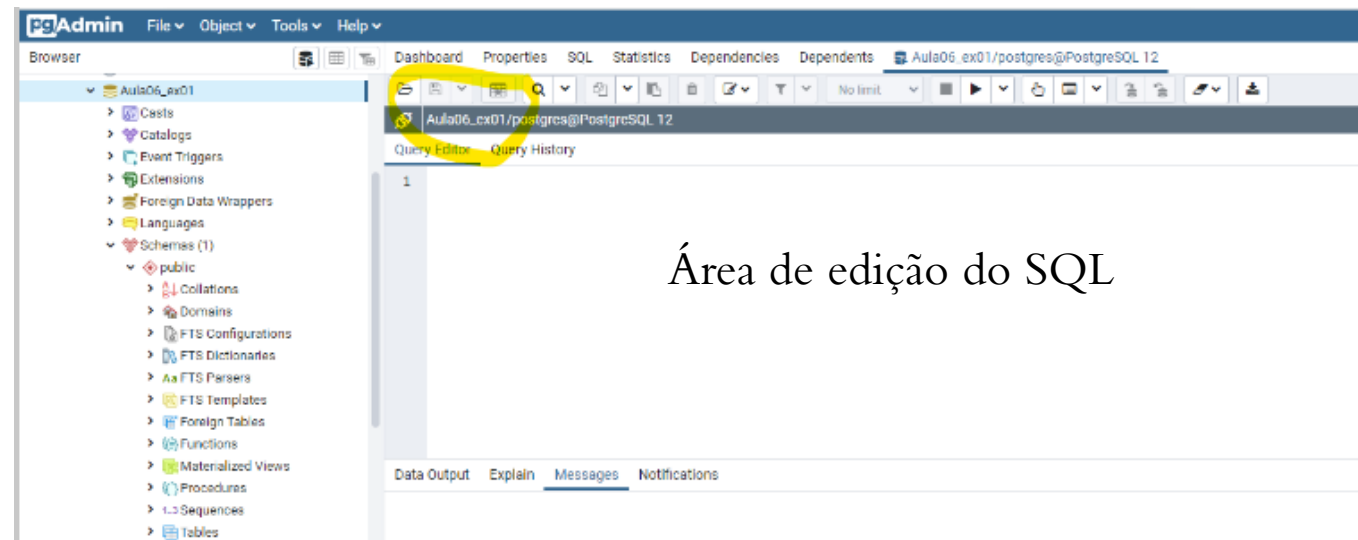 pgAdmin File Object Tools Help
Browser
Dashboard Properties SQL Statistics Dependencies Dependents Aula06_ex01/postgres@PostgreSQL 12
Aula06_ex01
No limit
Casts
Aula06_ex01/postgres@PostgreSQL 12
Catalogs
Query Editor Query History
Event Triggers
Extensions
1
Foreign Data Wrappers
Languages
Schemas (1)
public
Área de edição do SQL
Collations
Domains
FTS Configurations
FTS Dictionaries
Aa FTS Parsers
FTS Templates
Foreign Tables
Functions
Materialized Views
Data Output Explain Messages Notifications
Procedures
1..3 Sequences
Tables